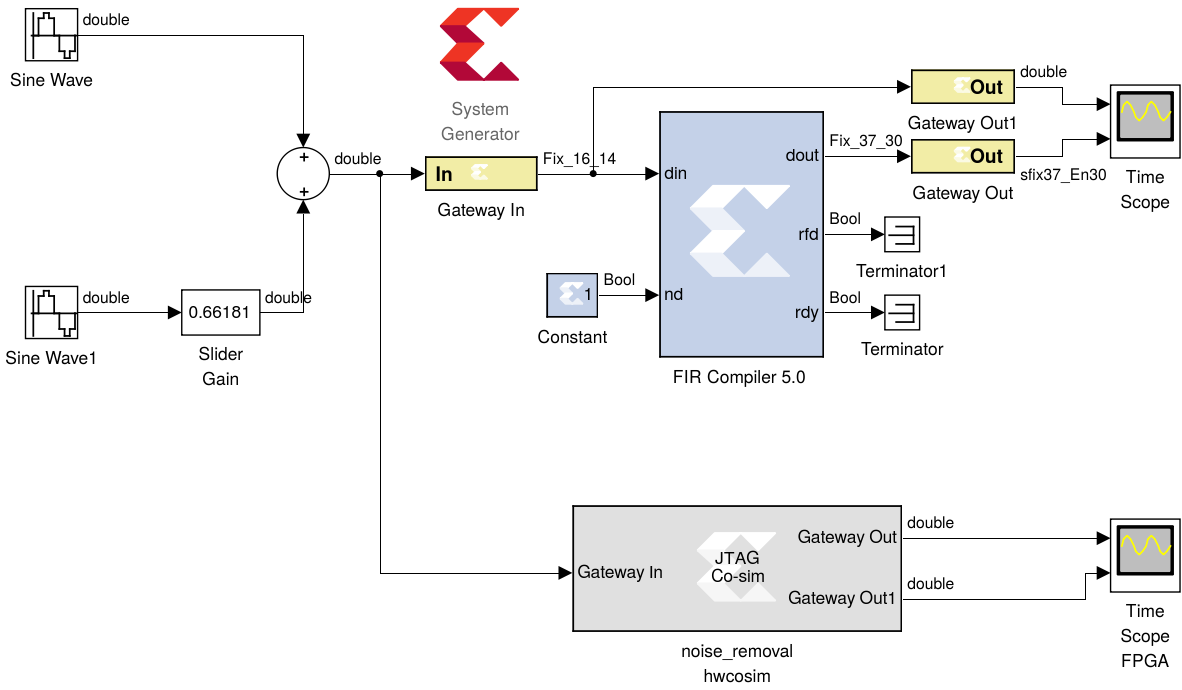 double
Sine Wave
System
Generator
double
Out
Gateway Out1
+
+
double
In
Gateway In
Fix_16_14
din
dout
Fix_37_30
Out
Gateway Out
sfix37_En30
Time
Scope
rfd
Bool
Terminator1
1
Bool
Constant
nd
rdy
Bool
Terminator
FIR Compiler 5.0
double
Sine Wave1
0.66181
double
Slider
Gain
Gateway In
JTAG
Co-sim
Gateway Out
double
Gateway Out1
double
noise_removal
hwcosim
Time
Scope
FPGA